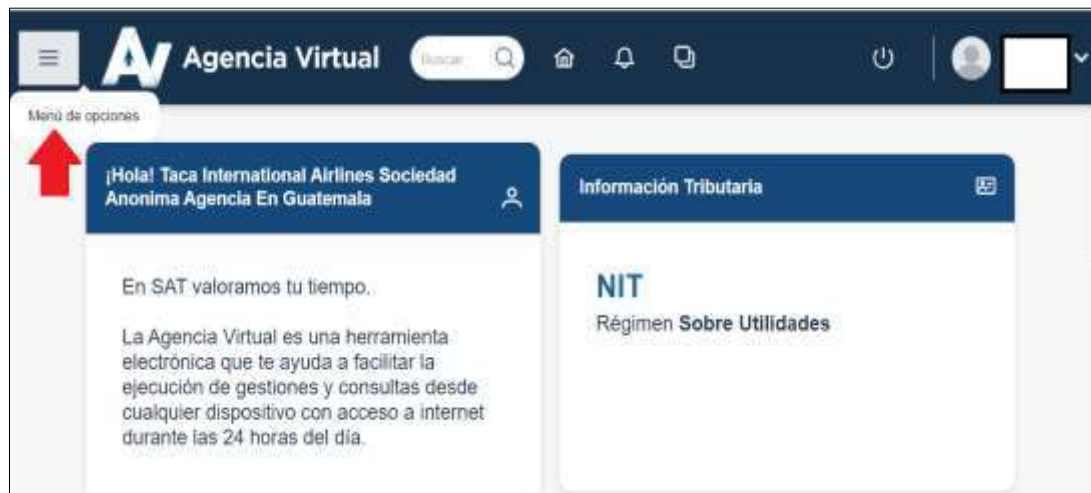 Agencia Virtual Buscar
Menú de opciones
¡Hola! Taca International Airlines Sociedad
Anonima Agencia En Guatemala
En SAT valoramos tu tiempo.
La Agencia Virtual es una herramienta
electrónica que te ayuda a facilitar la
ejecución de gestiones y consultas desde
cualquier dispositivo con acceso a internet
durante las 24 horas del día.
Información Tributaria
NIT
Régimen Sobre Utilidades